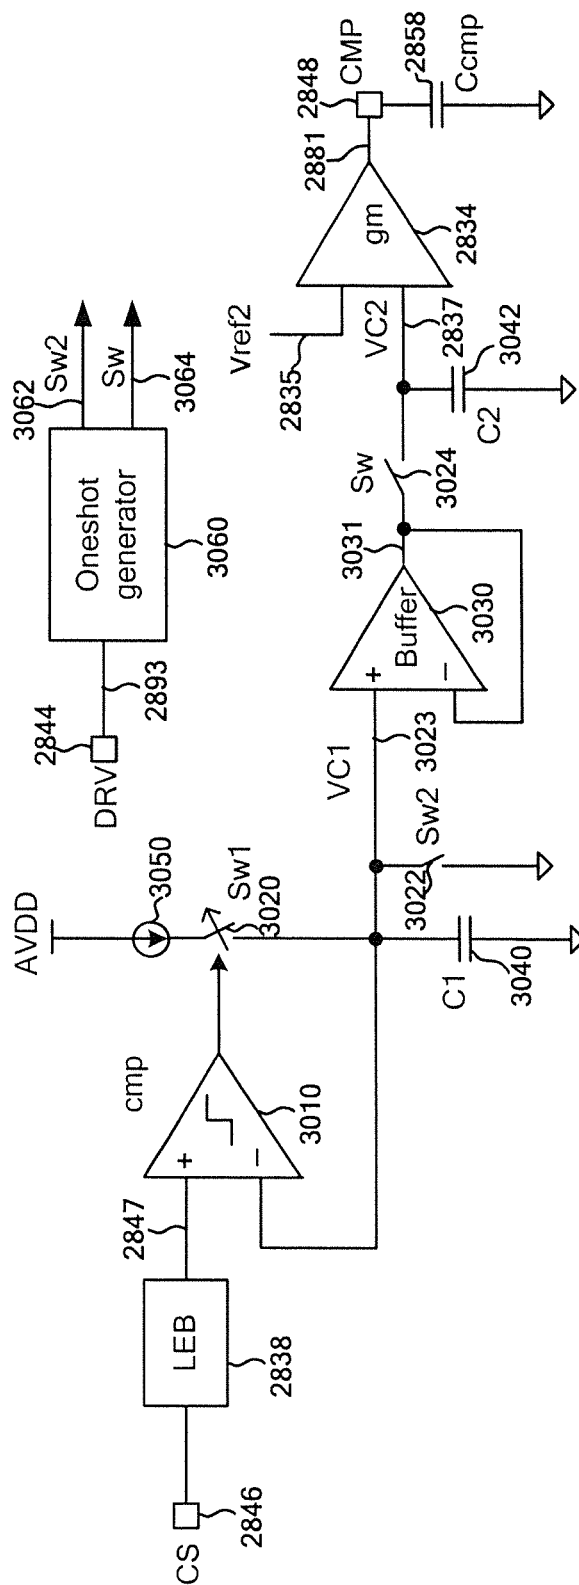 AVDD
3050
Sw1
3020
cmp
+
−
3010
2847
LEB
2838
CS
2846
DRV
2844
2893
Oneshot
generator
3060
3062
Sw2
Sw
3064
C1
3040
VC1
3023
3022
Sw2
+
−
Buffer
3030
3031
Sw
3024
C2
3042
VC2
2837
Vref2
2835
gm
2834
2881
2848
CMP
2858
Ccmp